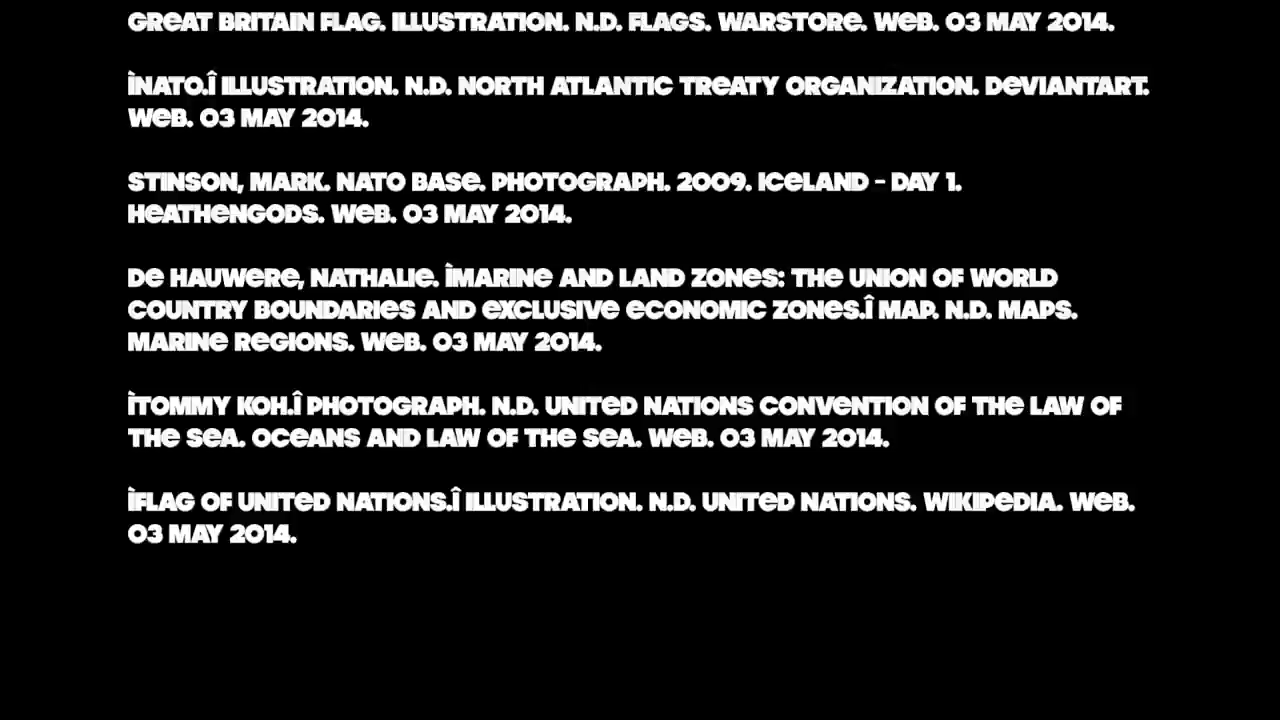 GREAT BRITAIN FLAG. ILLUSTRATION. N.D. FLAGS. WARSTORE. WEB. 03 MAY 2014.
ÌNATO.Î ILLUSTRATION. N.D. NORTH ATLANTIC TREATY ORGANIZATION. DEVIANTART.
WEB. 03 MAY 2014.
STINSON, MARK. NATO BASE. PHOTOGRAPH. 2009. ICELAND - DAY 1.
HEATHENGODS. WEB. 03 MAY 2014.
DE HAUWERE, NATHALIE. ÌMARINE AND LAND ZONES: THE UNION OF WORLD
COUNTRY BOUNDARIES AND EXCLUSIVE ECONOMIC ZONES.Î MAP. N.D. MAPS.
MARINE REGIONS. WEB. 03 MAY 2014.
ÌTOMMY KOH.Î PHOTOGRAPH. N.D. UNITED NATIONS CONVENTION OF THE LAW OF
THE SEA. OCEANS AND LAW OF THE SEA. WEB. 03 MAY 2014.
ÌFLAG OF UNITED NATIONS.Î ILLUSTRATION. N.D. UNITED NATIONS. WIKIPEDIA. WEB.
03 MAY 2014.